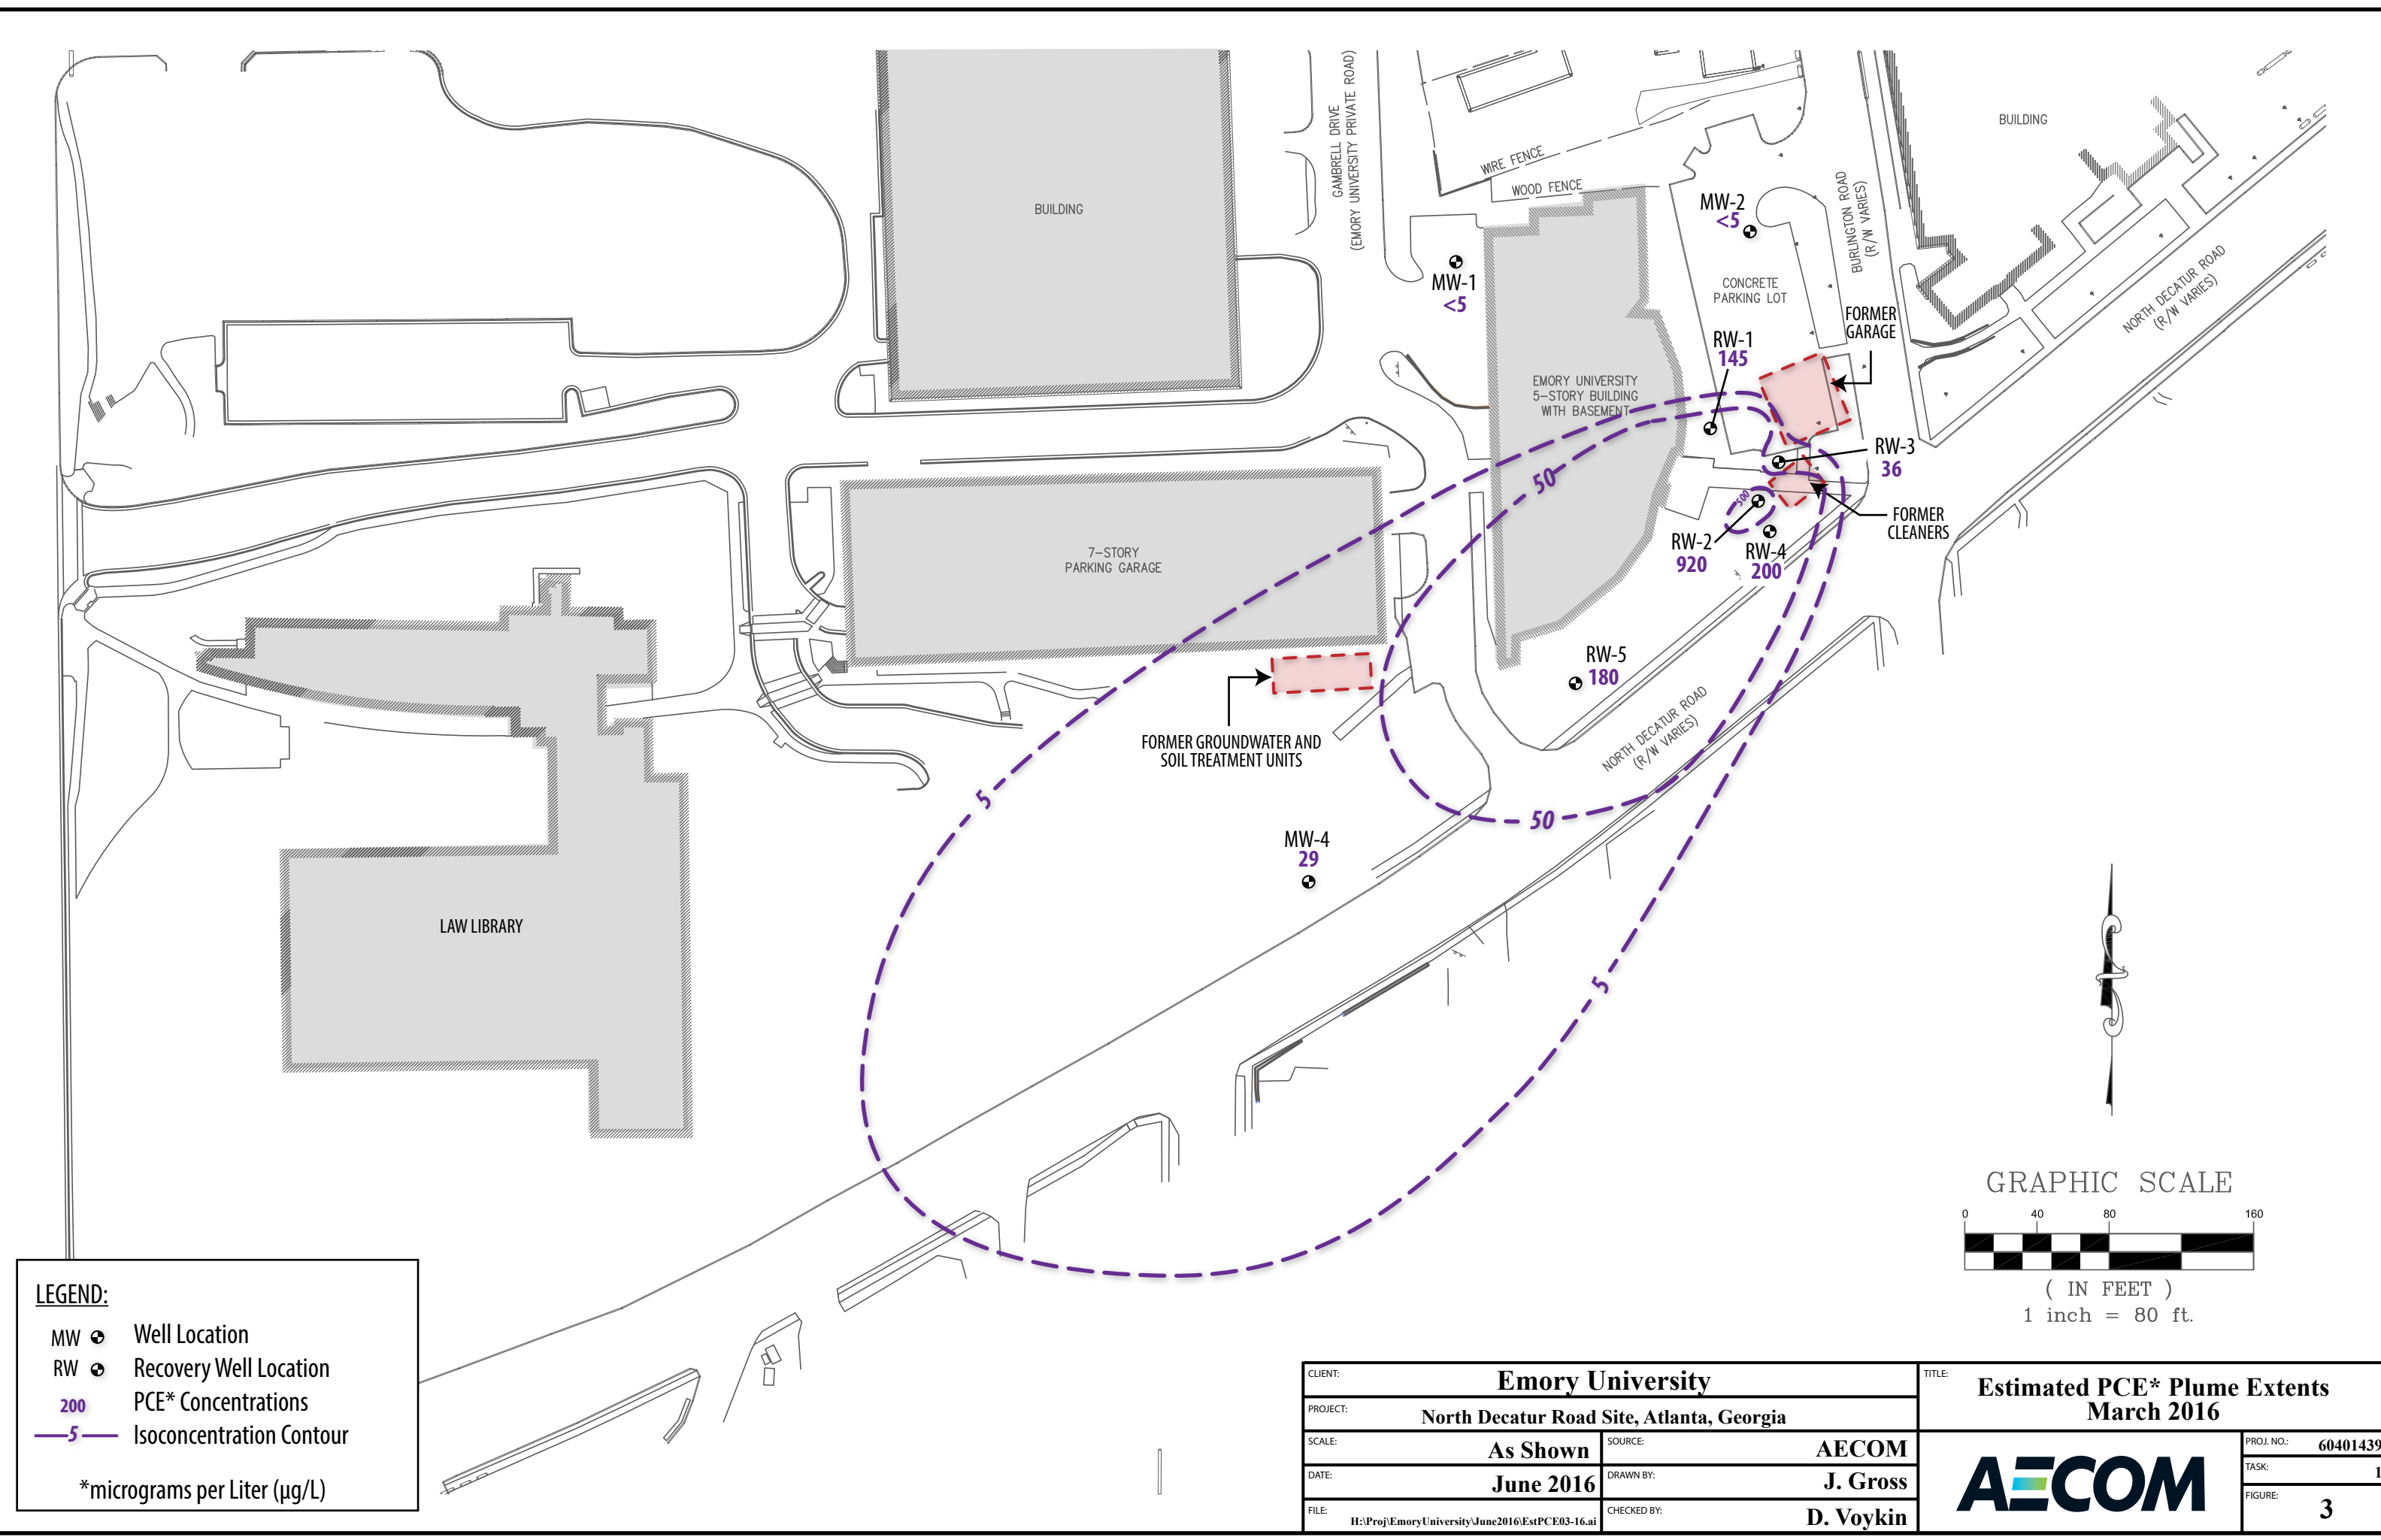 GAMBRELL DRIVE
(EMORY UNIVERSITY PRIVATE ROAD)
BUILDING
BUILDING
WIRE FENCE
WOOD FENCE
MW-2
<5
BURLINGTON ROAD
(R/W VARIES)
MW-1
<5
CONCRETE
PARKING LOT
NORTH DECATUR ROAD
(R/W VARIES)
FORMER
GARAGE
RW-1
145
EMORY UNIVERSITY
5-STORY BUILDING
WITH BASEMENT
RW-3
36
50
500
FORMER
CLEANERS
RW-2
920
RW-4
200
7-STORY
PARKING GARAGE
RW-5
180
NORTH DECATUR ROAD
(R/W VARIES)
FORMER GROUNDWATER AND
SOIL TREATMENT UNITS
5
50
MW-4
29
LAW LIBRARY
5
GRAPHIC SCALE
0 40 80 160
( IN FEET )
1 inch = 80 ft.
LEGEND:
MW Well Location
RW Recovery Well Location
200 PCE* Concentrations
5 Isoconcentration Contour
*micrograms per Liter (µg/L)
CLIENT: Emory University
PROJECT: North Decatur Road Site, Atlanta, Georgia
SCALE: As Shown
SOURCE: AECOM
DATE: June 2016
DRAWN BY: J. Gross
FILE: H:\Proj\EmoryUniversity\June2016\EstPCE03-16.ai
CHECKED BY: D. Voykin
TITLE: Estimated PCE* Plume Extents
March 2016
AECOM
PROJ. NO.: 60401439
TASK: 1
FIGURE: 3